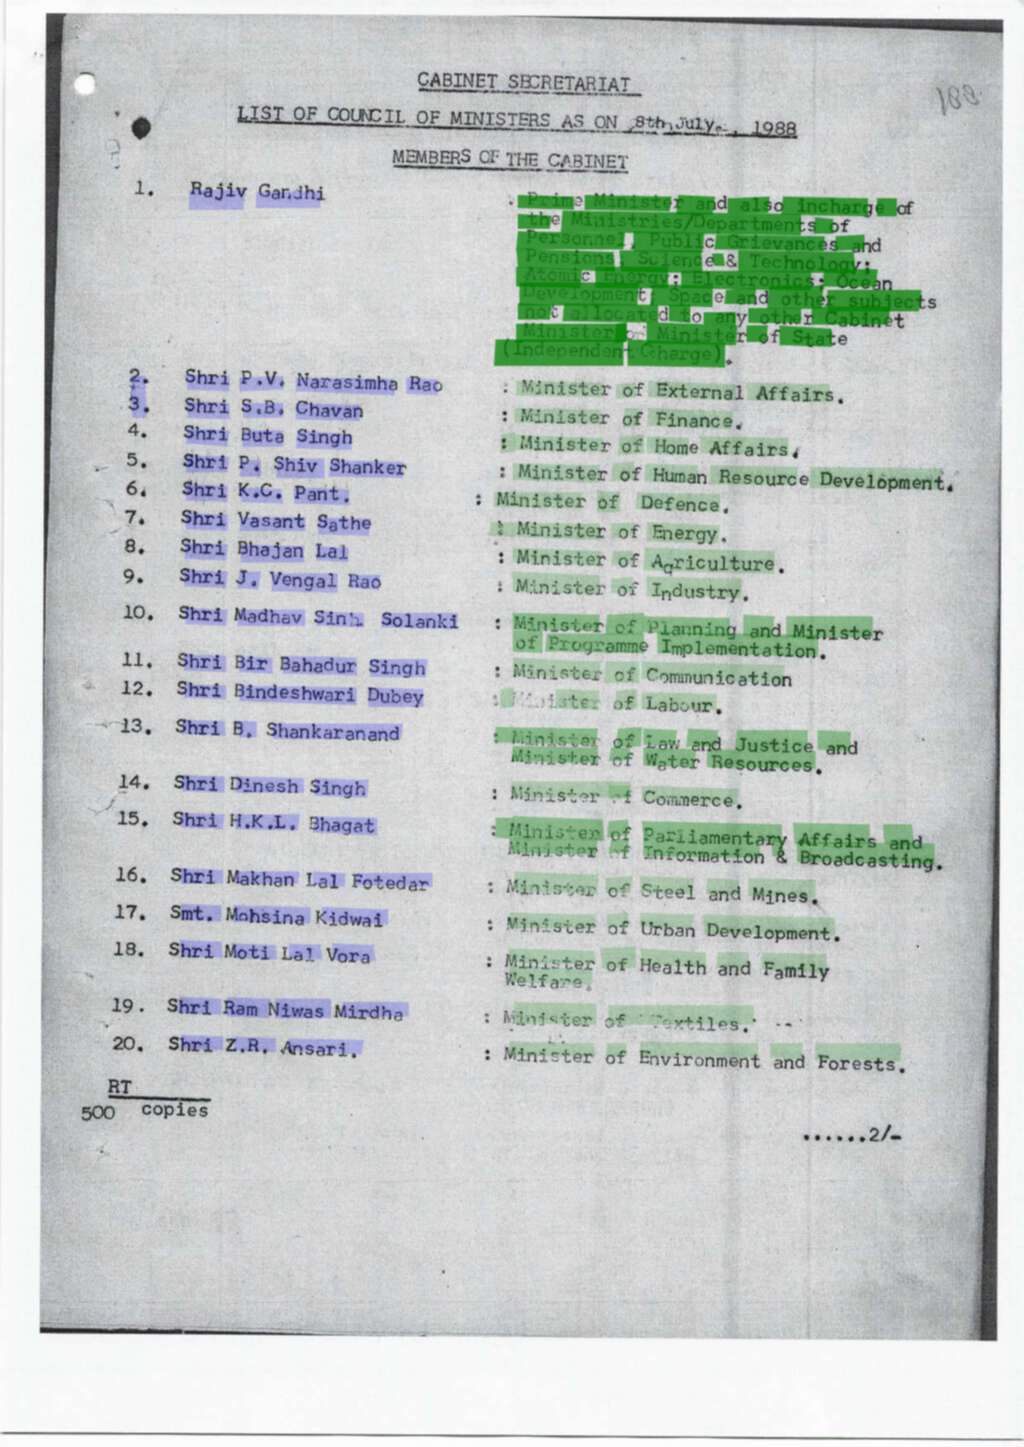 CABINET SECRETARIAT
188
LIST OF COUNCIL OF MINISTERS AS ON 8th July, 1988
MEMBERS OF THE CABINET
1. Rajiv Gandhi : Prime Minister and also incharge of
the Ministries/Departments of
Personnel, Public Grievances and
Pensions; Science & Technology;
Atomic Energy; Electronics; Ocean
Development; Space and other subjects
not allocated to any other Cabinet
Minister or Minister of State
(Independent Charge).
2. Shri P.V. Narasimha Rao : Minister of External Affairs.
3. Shri S.B. Chavan : Minister of Finance.
4. Shri Buta Singh : Minister of Home Affairs.
5. Shri P. Shiv Shanker : Minister of Human Resource Development.
6. Shri K.C. Pant. : Minister of Defence.
7. Shri Vasant Sathe : Minister of Energy.
8. Shri Bhajan Lal : Minister of Agriculture.
9. Shri J. Vengal Rao : Minister of Industry.
10. Shri Madhav Sinh Solanki : Minister of Planning and Minister
of Programme Implementation.
11. Shri Bir Bahadur Singh : Minister of Communication
12. Shri Bindeshwari Dubey : Minister of Labour.
13. Shri B. Shankaranand : Minister of Law and Justice and
Minister of Water Resources.
14. Shri Dinesh Singh : Minister of Commerce.
15. Shri H.K.L. Bhagat : Minister of Parliamentary Affairs and
Minister of Information & Broadcasting.
16. Shri Makhan Lal Fotedar : Minister of Steel and Mines.
17. Smt. Mohsina Kidwai : Minister of Urban Development.
18. Shri Moti Lal Vora : Minister of Health and Family
Welfare.
19. Shri Ram Niwas Mirdha : Minister of Textiles.
20. Shri Z.R. Ansari. : Minister of Environment and Forests.
RT
500 copies
......2/-